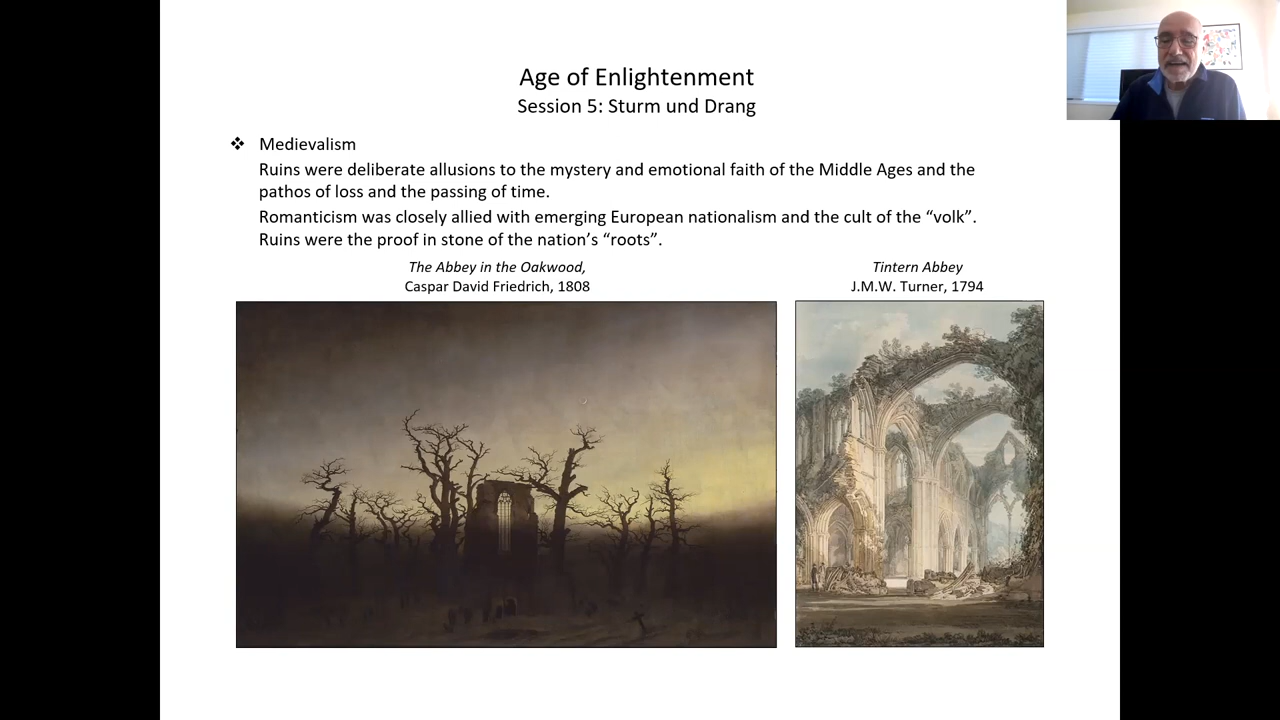 Age of Enlightenment
Session 5: Sturm und Drang
❖ Medievalism
Ruins were deliberate allusions to the mystery and emotional faith of the Middle Ages and the
pathos of loss and the passing of time.
Romanticism was closely allied with emerging European nationalism and the cult of the “volk”.
Ruins were the proof in stone of the nation’s “roots”.
The Abbey in the Oakwood,
Caspar David Friedrich, 1808
Tintern Abbey
J.M.W. Turner, 1794